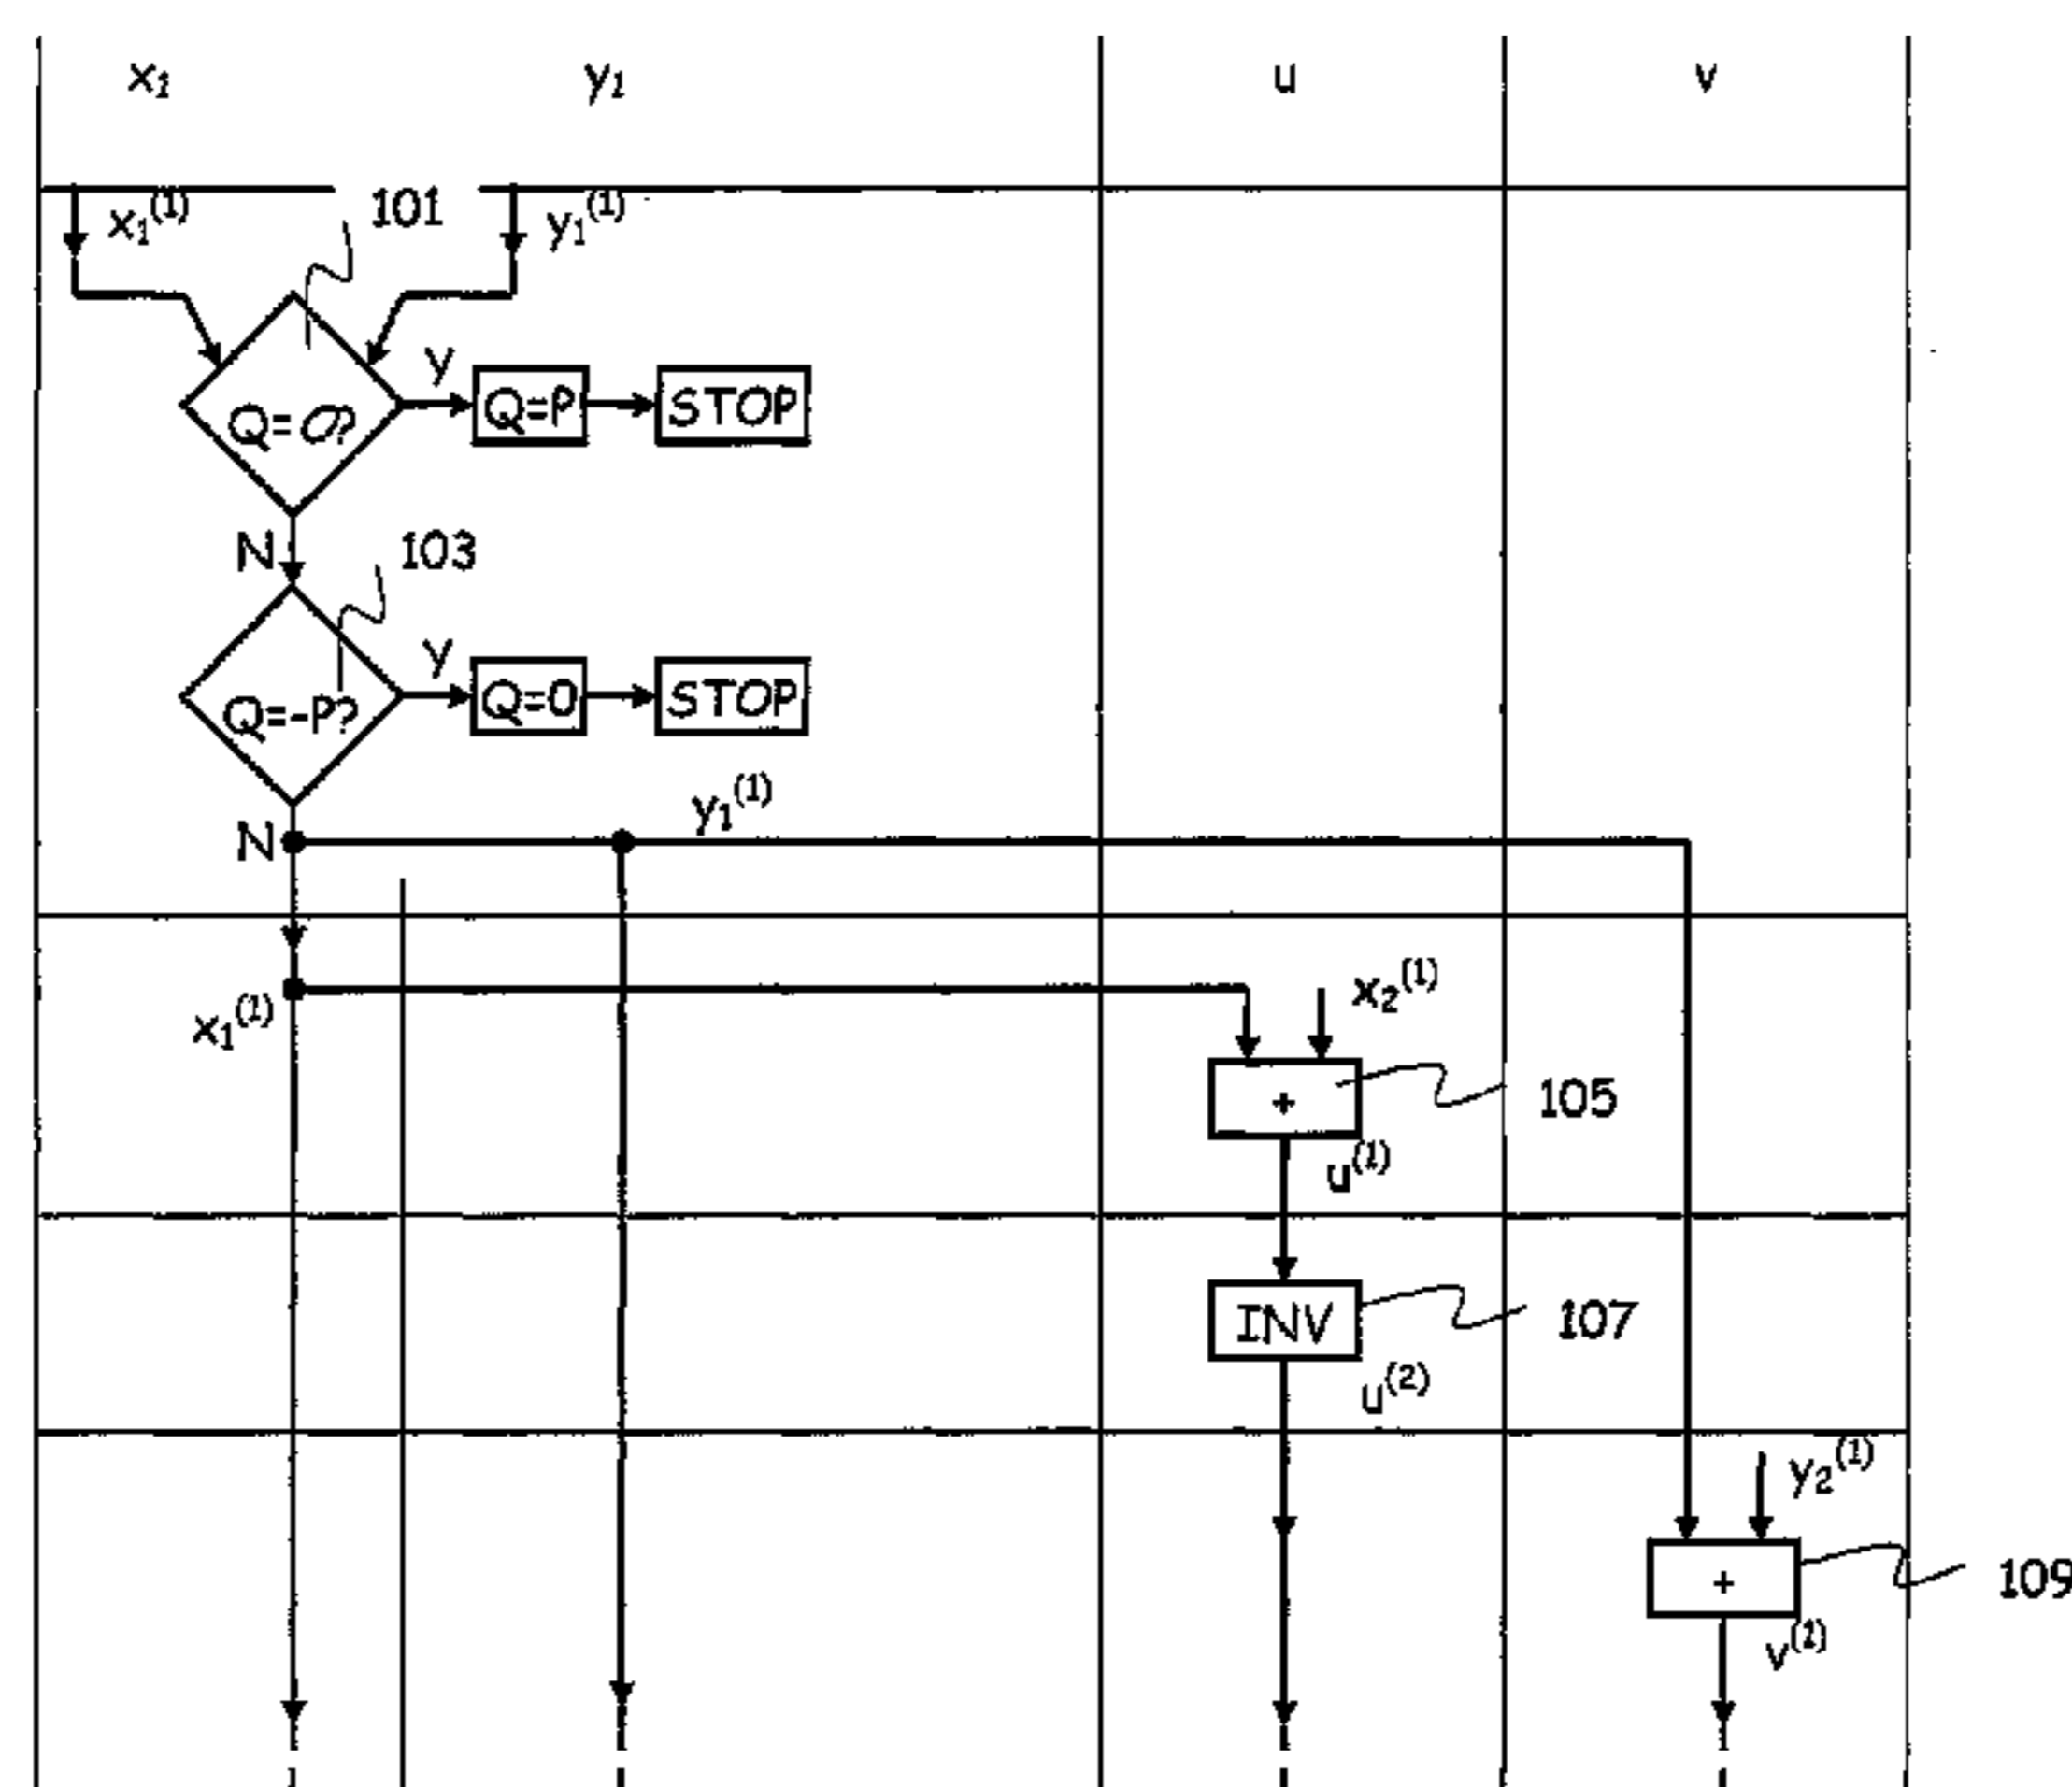 x₁ y₁ u v
x₁⁽¹⁾ 101 y₁⁽¹⁾
Y
Q=0? Q=P STOP
N 103
Y
Q=-P? Q=0 STOP
y₁⁽¹⁾
N
x₂⁽¹⁾
x₁⁽¹⁾
+ 105
u⁽¹⁾
INV 107
u⁽²⁾
y₂⁽¹⁾
+ 109
v⁽¹⁾